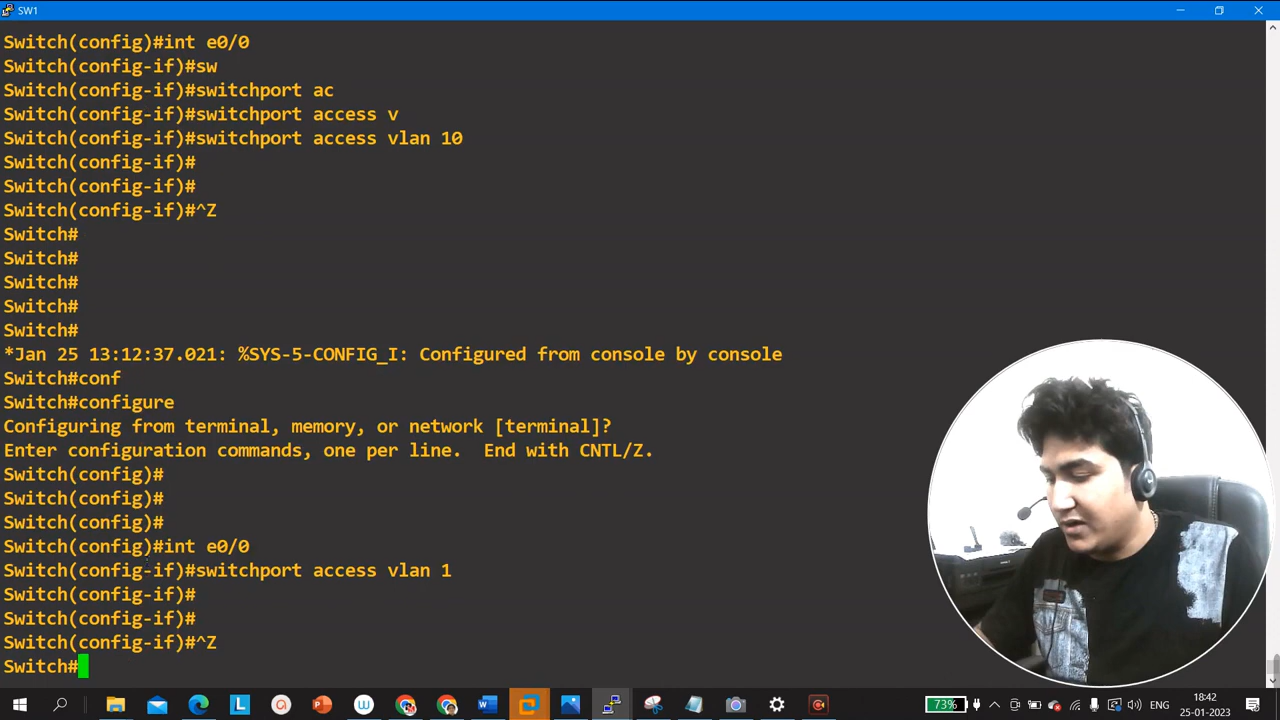 SW1
Switch(config)#int e0/0
Switch(config-if)#sw
Switch(config-if)#switchport ac
Switch(config-if)#switchport access v
Switch(config-if)#switchport access vlan 10
Switch(config-if)#
Switch(config-if)#
Switch(config-if)#^Z
Switch#
Switch#
Switch#
Switch#
Switch#
*Jan 25 13:12:37.021: %SYS-5-CONFIG_I: Configured from console by console
Switch#conf
Switch#configure
Configuring from terminal, memory, or network [terminal]?
Enter configuration commands, one per line.  End with CNTL/Z.
Switch(config)#
Switch(config)#
Switch(config)#
Switch(config)#int e0/0
Switch(config-if)#switchport access vlan 1
Switch(config-if)#
Switch(config-if)#
Switch(config-if)#^Z
Switch#
73%
ENG
18:42
25-01-2023